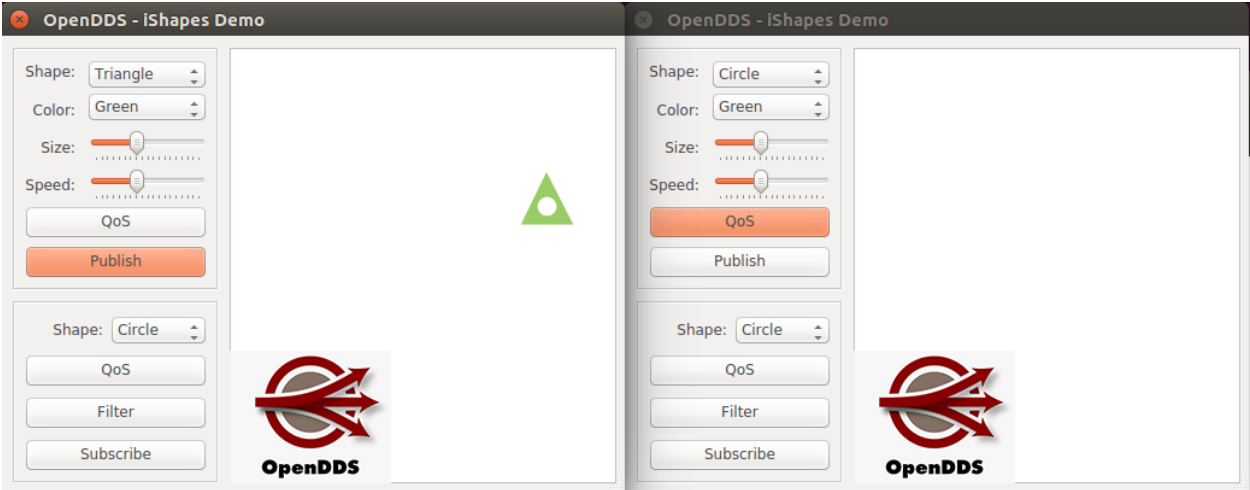 OpenDDS - iShapes Demo
Shape: Triangle
Color: Green
Size:
Speed:
QoS
Publish
Shape: Circle
QoS
Filter
Subscribe
OpenDDS
OpenDDS - iShapes Demo
Shape: Circle
Color: Green
Size:
Speed:
QoS
Publish
Shape: Circle
QoS
Filter
Subscribe
OpenDDS